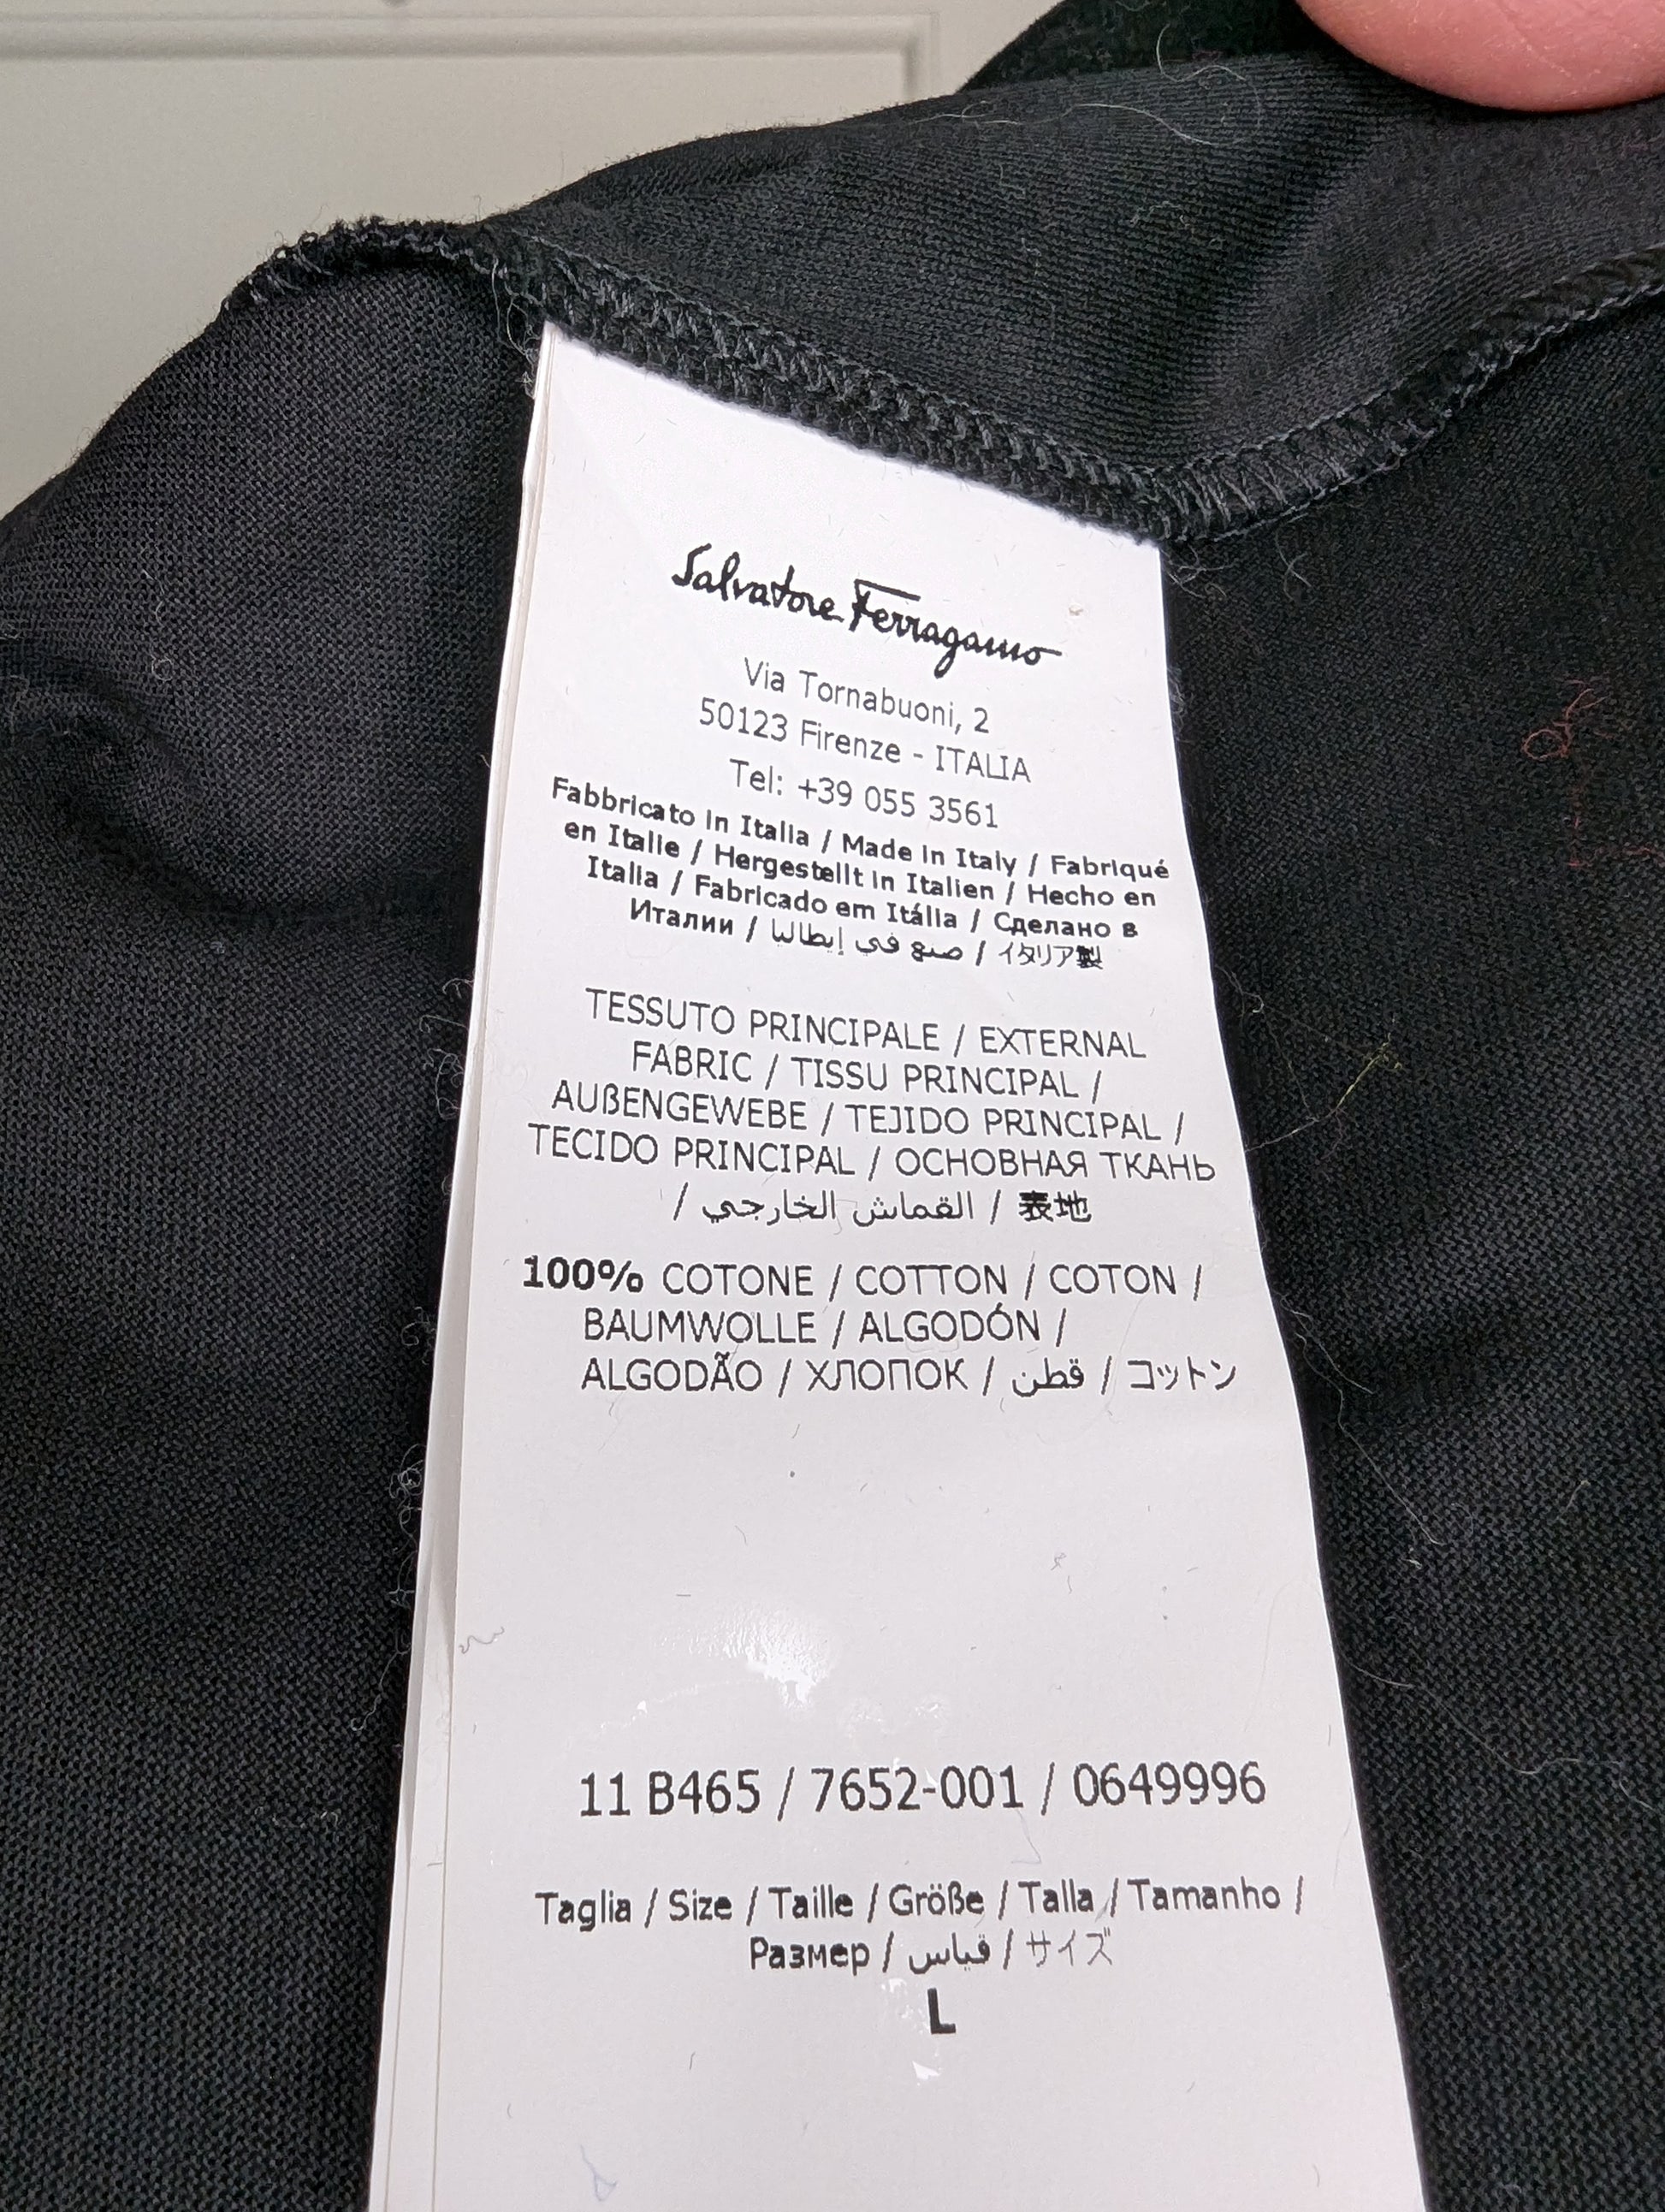 Salvatore Ferragamo
Via Tornabuoni, 2
50123 Firenze - ITALIA
Tel: +39 055 3561
Fabbricato in Italia / Made in Italy / Fabriqué
en Italie / Hergestellt in Italien / Hecho en
Italia / Fabricado em Itália / Сделано в
Италии / صنع في إيطاليا / イタリア製
TESSUTO PRINCIPALE / EXTERNAL
FABRIC / TISSU PRINCIPAL /
AUßENGEWEBE / TEJIDO PRINCIPAL /
TECIDO PRINCIPAL / ОСНОВНАЯ ТКАНЬ
/ القماش الخارجي / 表地
100% COTONE / COTTON / COTON /
BAUMWOLLE / ALGODÓN /
ALGODÃO / ХЛОПОК / قطن / コットン
11 B465 / 7652-001 / 0649996
Taglia / Size / Taille / Größe / Talla / Tamanho /
Размер / قياس / サイズ
L